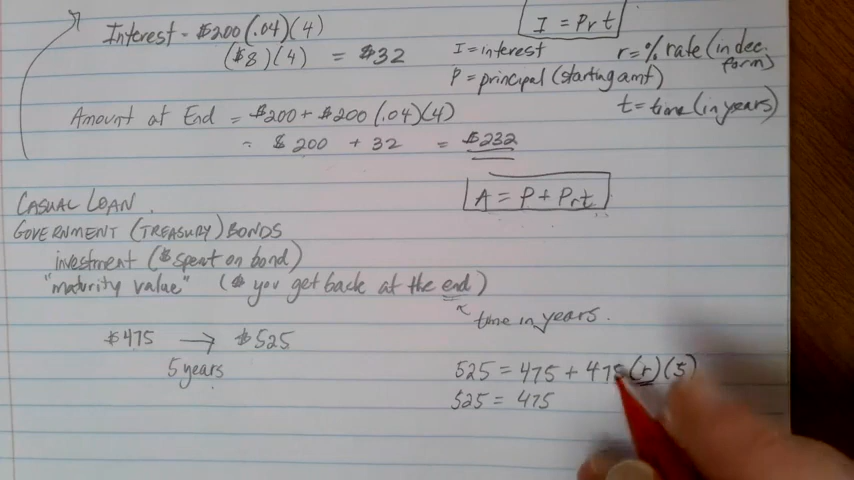 I = Prt
Interest = $200(.04)(4)
($8)(4) = $32
I = interest
r = % rate (in dec. form)
P = principal (starting amt)
t = time (in years)
Amount at End = $200 + $200(.04)(4)
= $200 + 32 = $232
A = P + Prt
CASUAL LOAN
GOVERNMENT (TREASURY) BONDS
investment ($ spent on bond)
"maturity value" ($ you get back at the end)
time in years.
$475 → $525
5 years
525 = 475 + 475(r)(5)
525 = 475